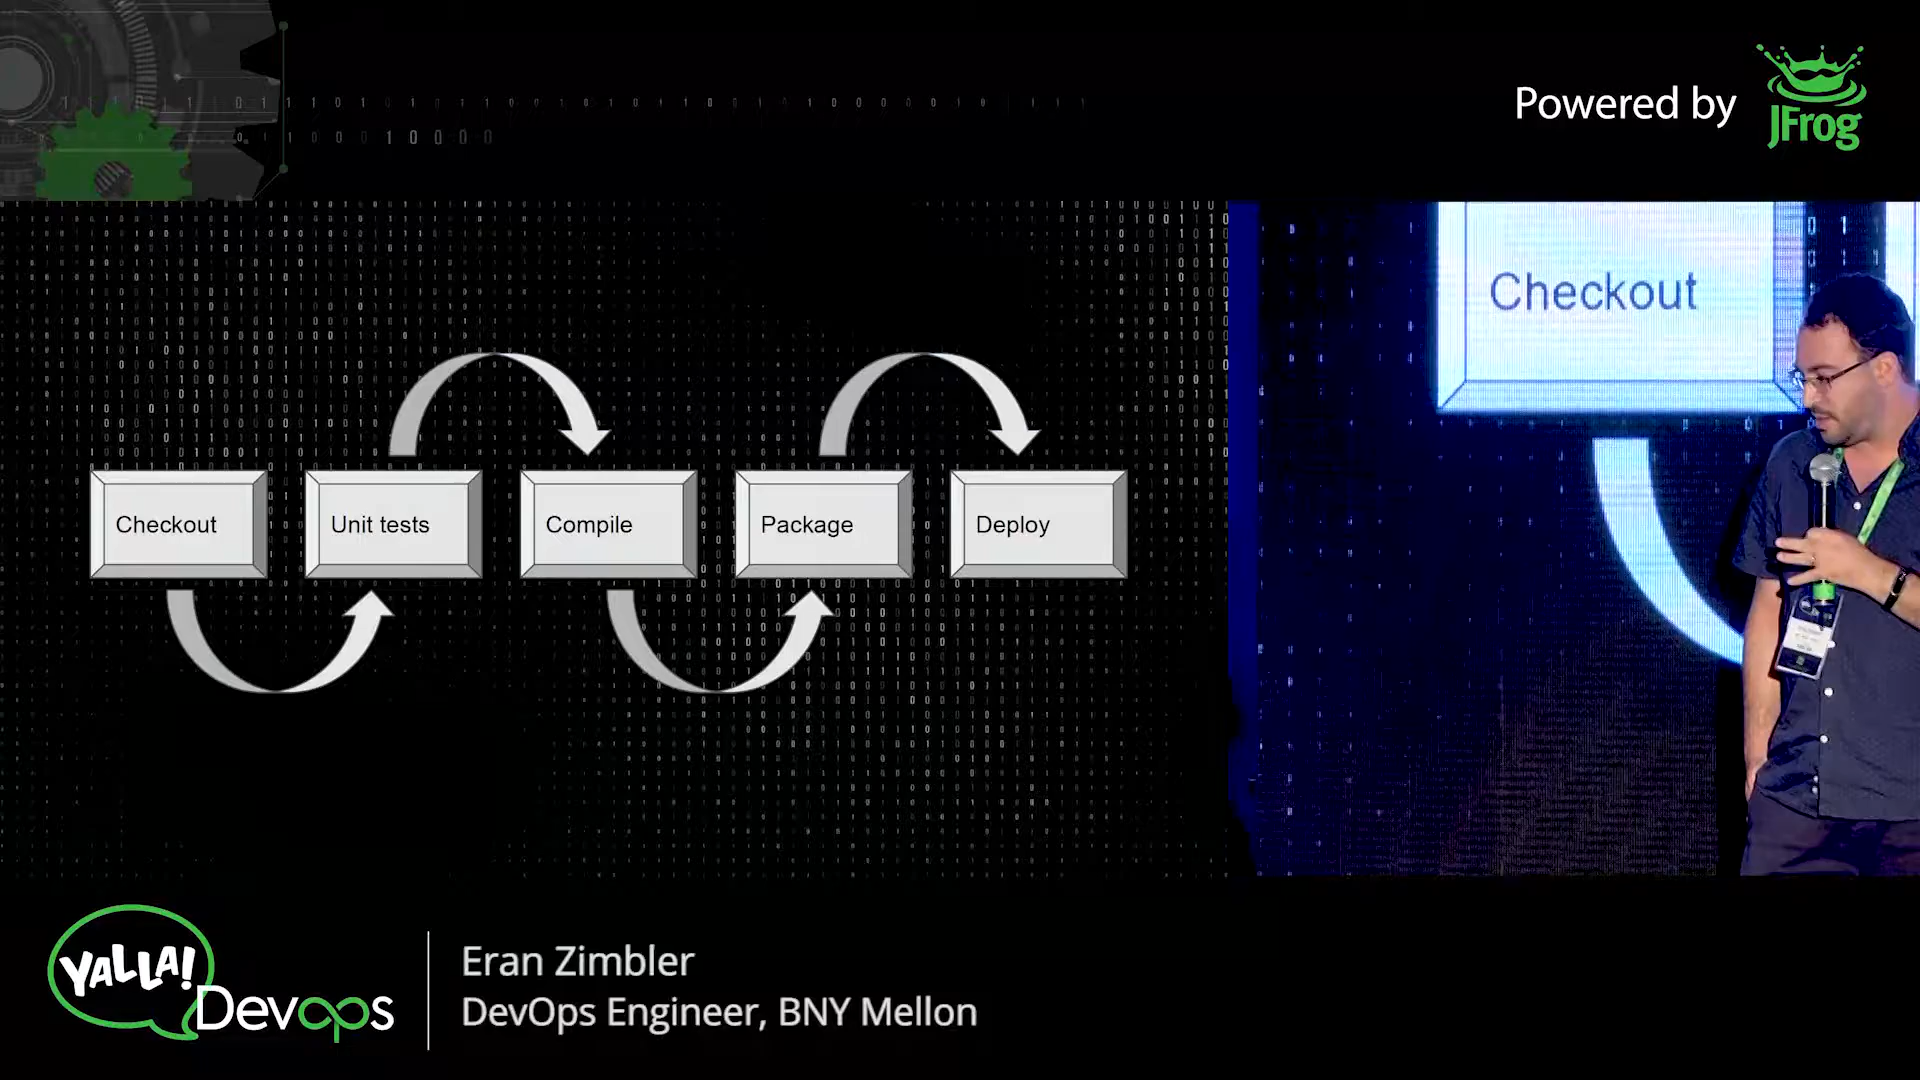 Powered by
JFrog
Checkout
Checkout
Unit tests
Compile
Package
Deploy
YALLA!
Devops
Eran Zimbler
DevOps Engineer, BNY Mellon